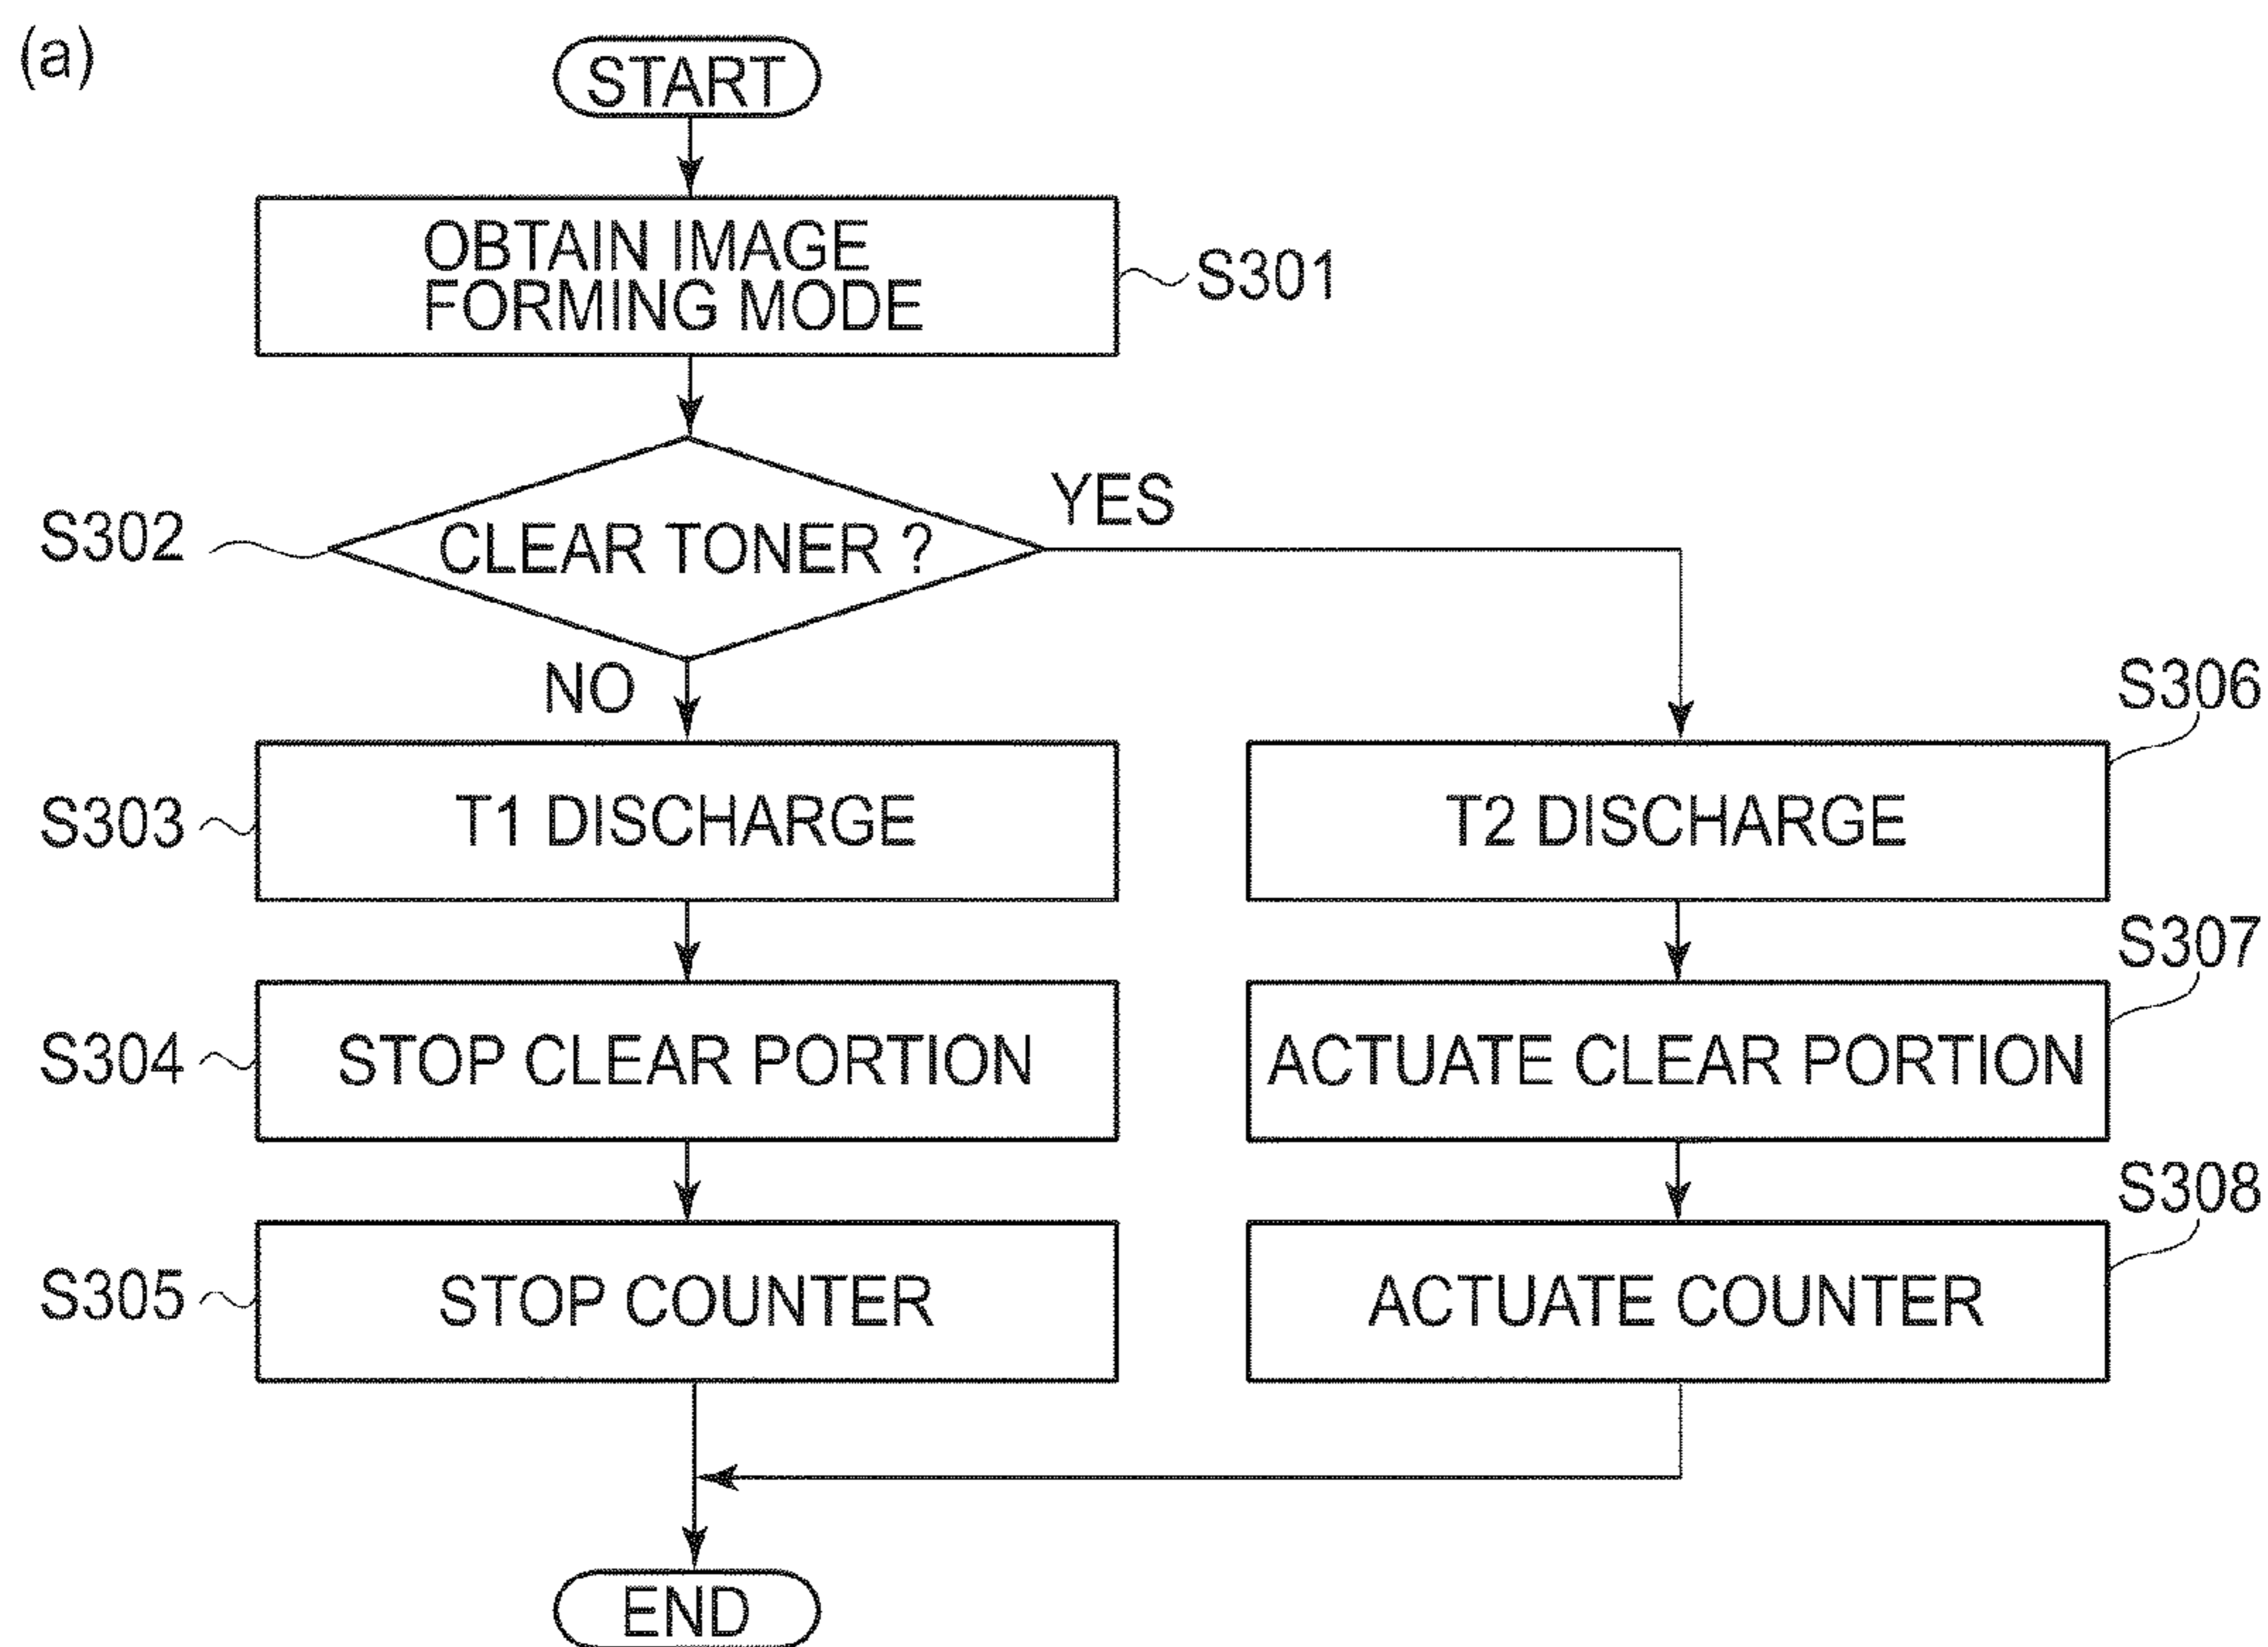 (a)
START
OBTAIN IMAGE
FORMING MODE
S301
S302
CLEAR TONER ?
YES
NO
S303
T1 DISCHARGE
T2 DISCHARGE
S306
S304
STOP CLEAR PORTION
ACTUATE CLEAR PORTION
S307
S305
STOP COUNTER
ACTUATE COUNTER
S308
END